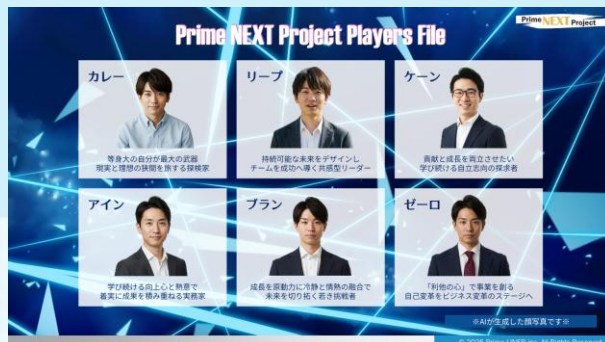 Prime NEXT Project
Prime NEXT Project Players File
カレー
等身大の自分が最大の武器
現実と理想の狭間を旅する探検家
リープ
持続可能な未来をデザインし
チームを成功へ導く共感型リーダー
ケーン
貢献と成長を両立させたい
学び続ける自立志向の探求者
アイン
学び続ける向上心と熱意で
着実に成果を積み重ねる実務家
ブラン
成長を原動力に冷静と情熱の融合で
未来を切り拓く若き挑戦者
ゼーロ
「利他の心」で事業を創る
自己変革をビジネス変革のステージへ
※AIが生成した顔写真です※